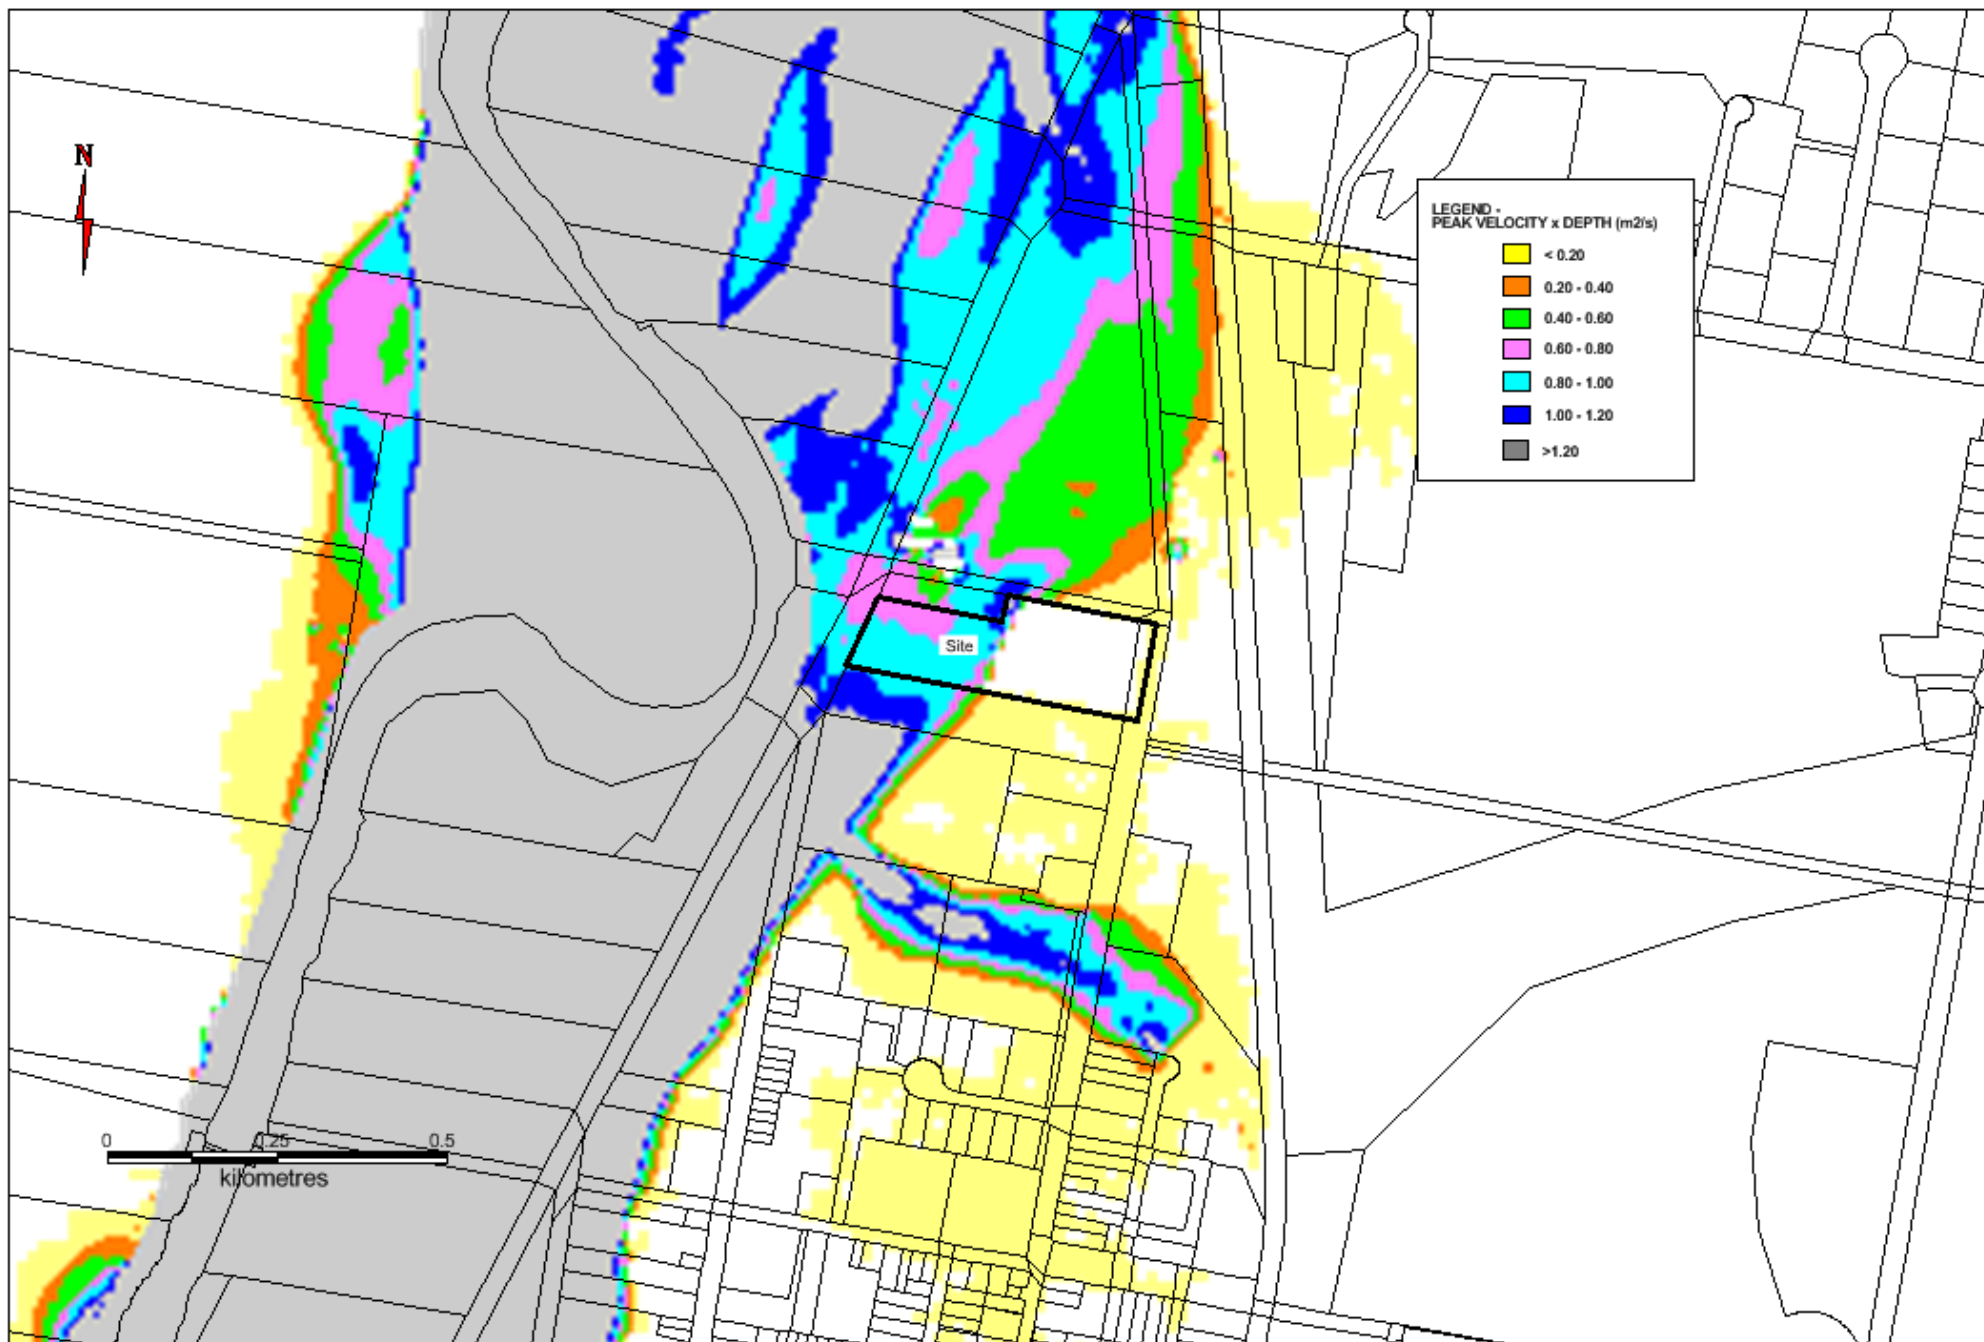 N
LEGEND -
PEAK VELOCITY x DEPTH (m2/s)
< 0.20
0.20 - 0.40
0.40 - 0.60
0.60 - 0.80
0.80 - 1.00
1.00 - 1.20
>1.20
Site
0 0.25 0.5
kilometres